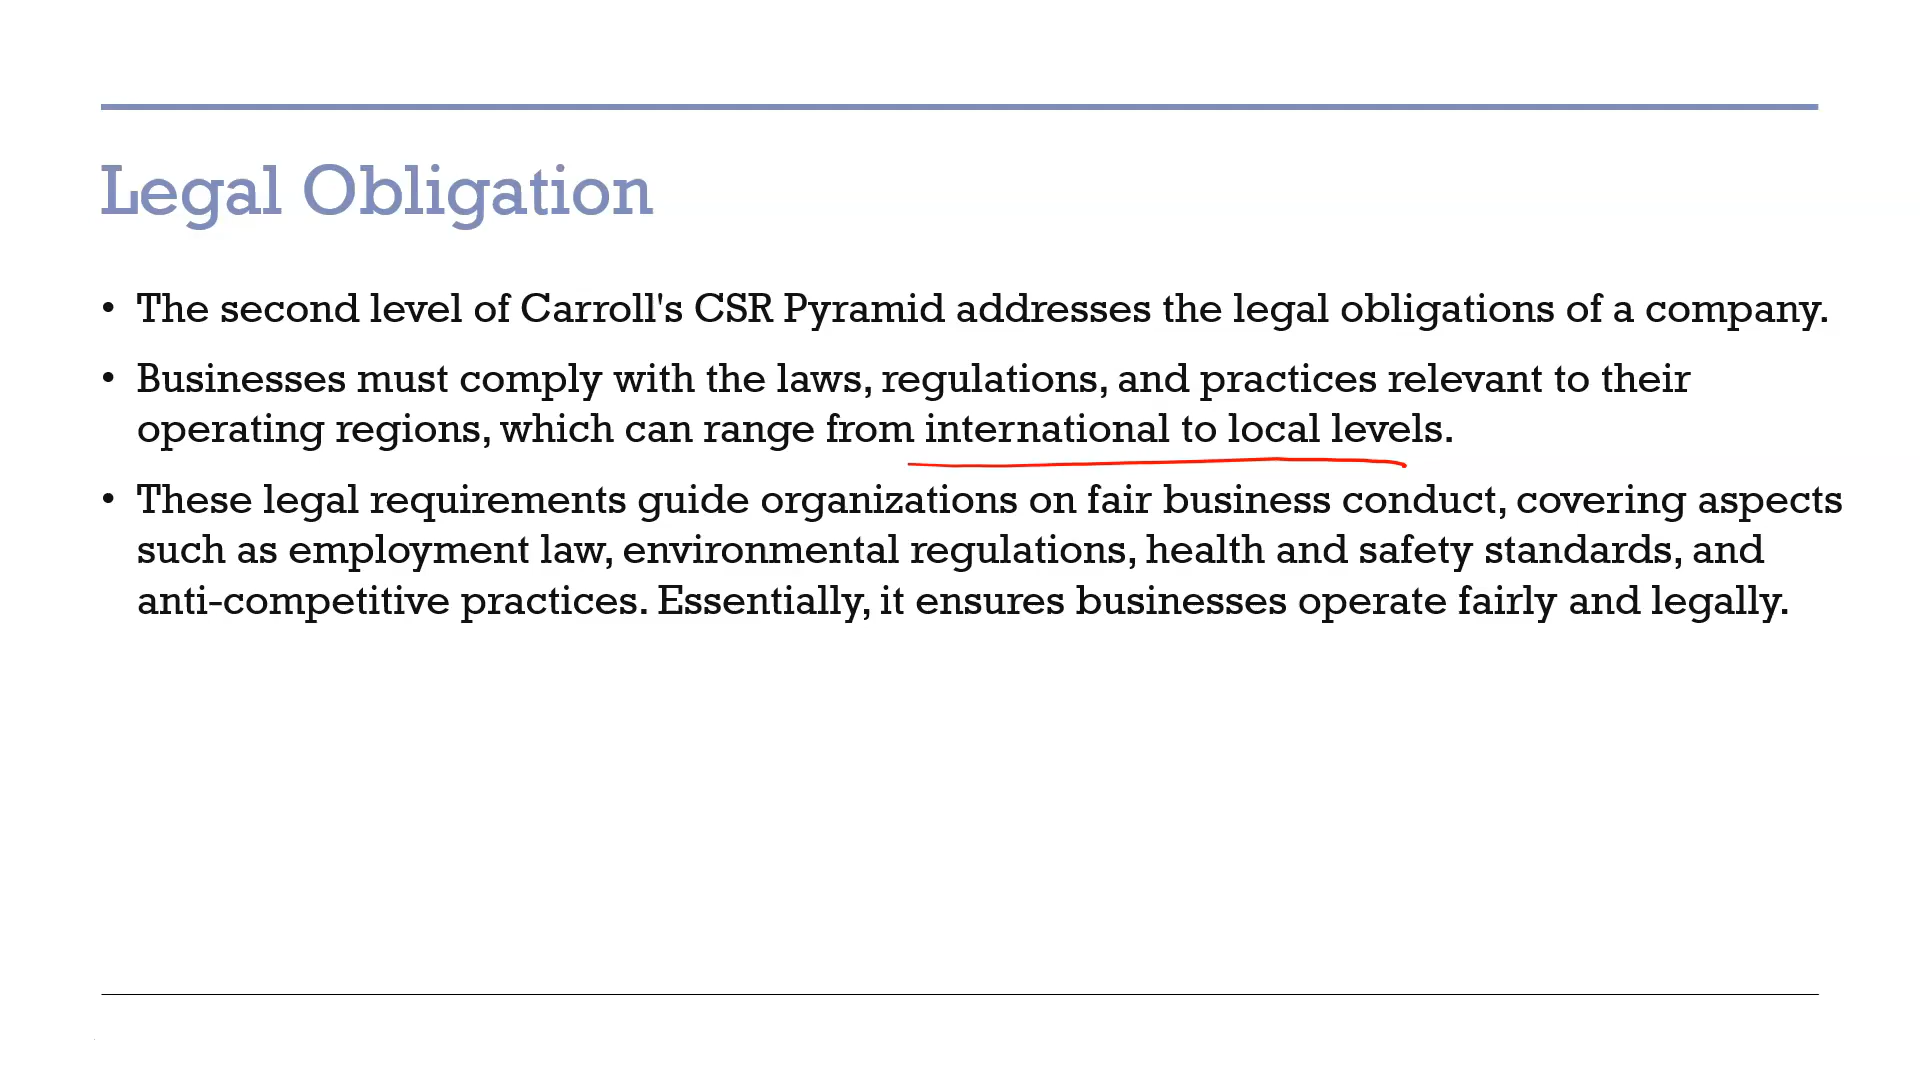 Legal Obligation
• The second level of Carroll's CSR Pyramid addresses the legal obligations of a company.
• Businesses must comply with the laws, regulations, and practices relevant to their
operating regions, which can range from international to local levels.
• These legal requirements guide organizations on fair business conduct, covering aspects
such as employment law, environmental regulations, health and safety standards, and
anti-competitive practices. Essentially, it ensures businesses operate fairly and legally.